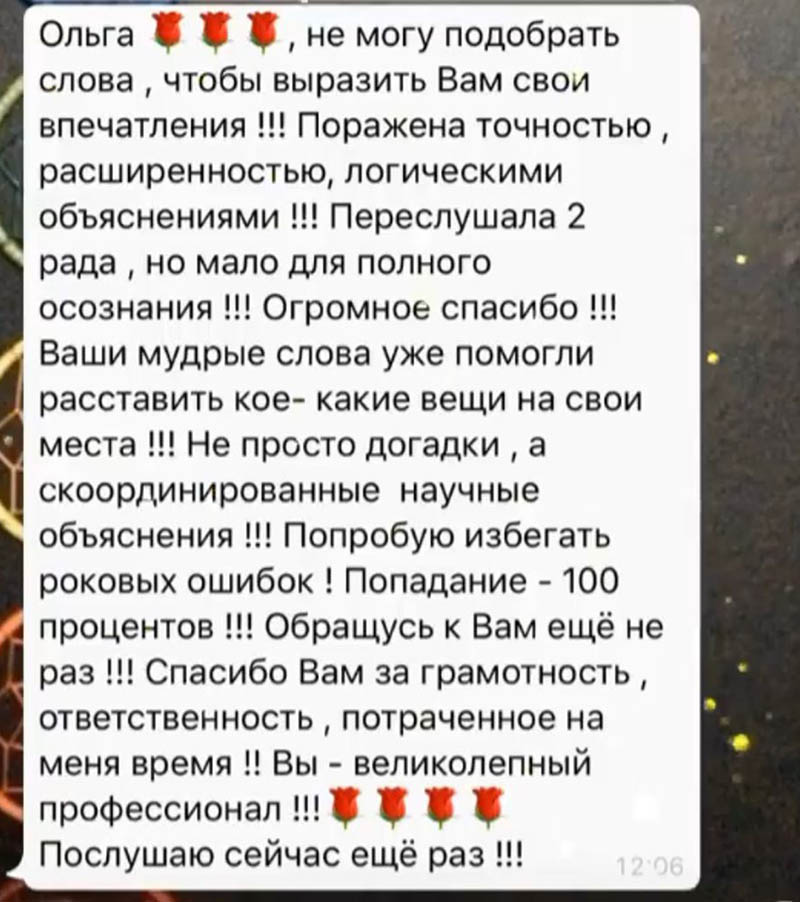 Ольга 🌹🌹🌹, не могу подобрать
слова , чтобы выразить Вам свои
впечатления !!! Поражена точностью ,
расширенностью, логическими
объяснениями !!! Переслушала 2
рада , но мало для полного
осознания !!! Огромное спасибо !!!
Ваши мудрые слова уже помогли
расставить кое- какие вещи на свои
места !!! Не просто догадки , а
скоординированные  научные
объяснения !!! Попробую избегать
роковых ошибок ! Попадание - 100
процентов !!! Обращусь к Вам ещё не
раз !!! Спасибо Вам за грамотность ,
ответственность , потраченное на
меня время !! Вы - великолепный
профессионал !!!🌹🌹🌹🌹
Послушаю сейчас ещё раз !!!
12:06